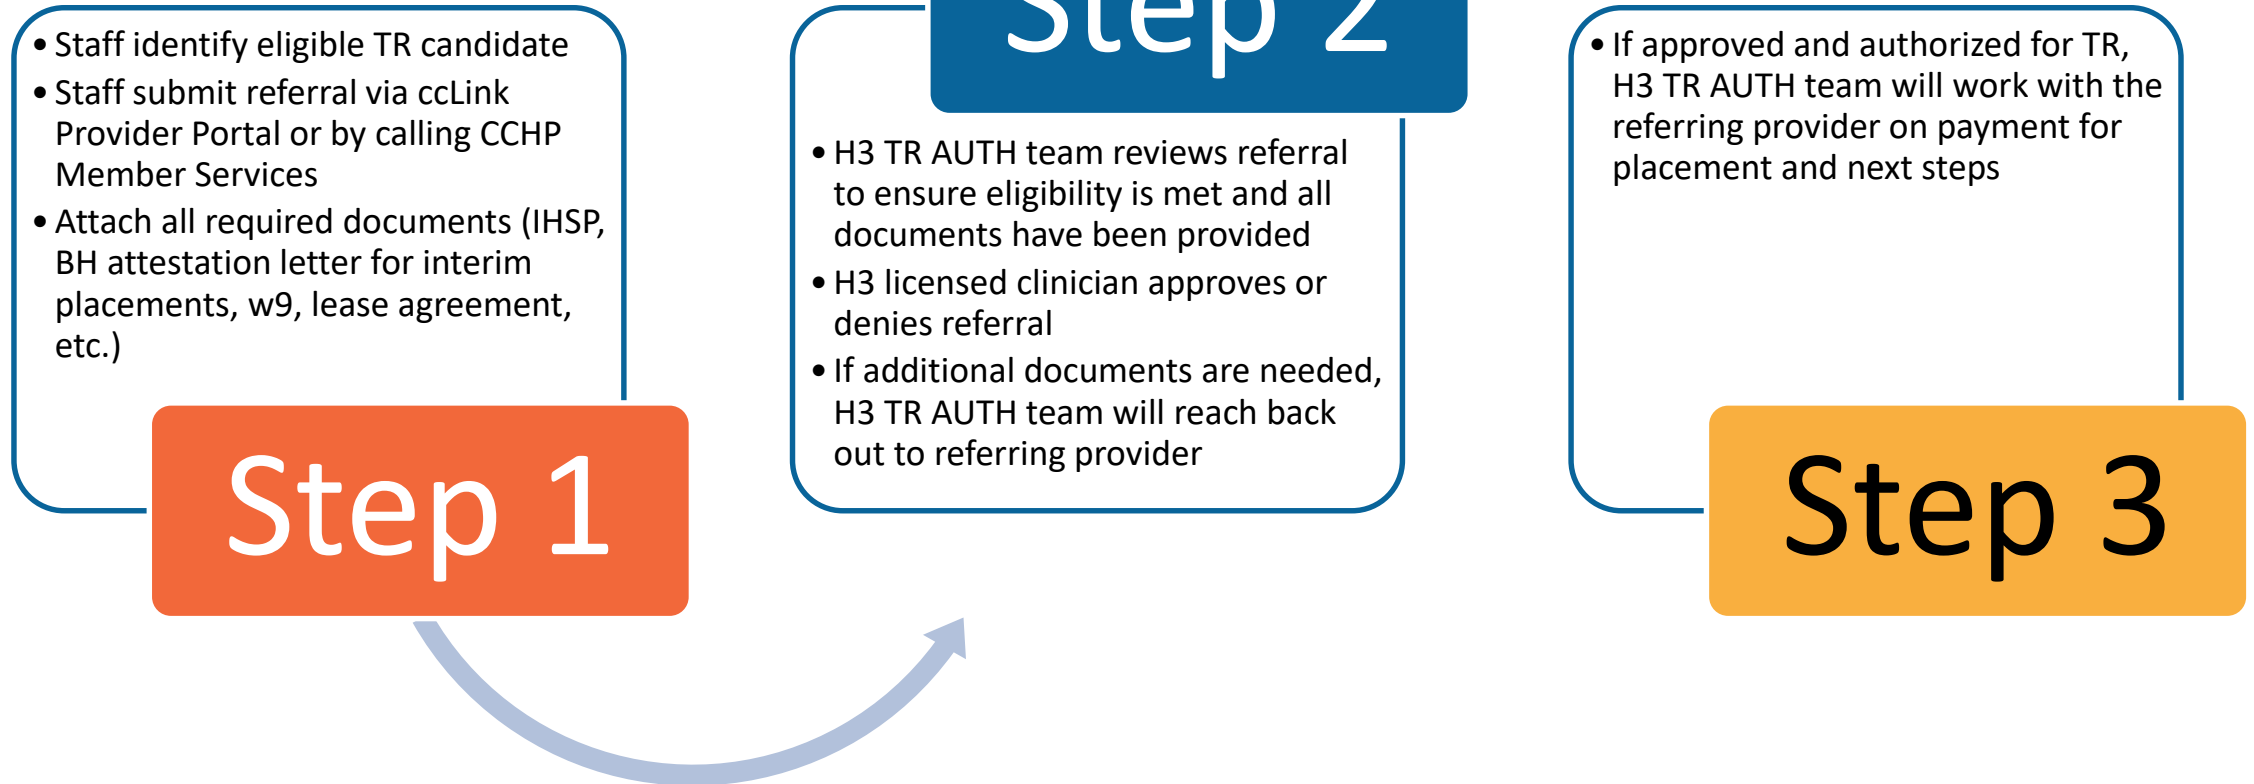 • Staff identify eligible TR candidate
• Staff submit referral via ccLink
Provider Portal or by calling CCHP
Member Services
• Attach all required documents (IHSP,
BH attestation letter for interim
placements, w9, lease agreement,
etc.)
Step 1
Step 2
• H3 TR AUTH team reviews referral
to ensure eligibility is met and all
documents have been provided
• H3 licensed clinician approves or
denies referral
• If additional documents are needed,
H3 TR AUTH team will reach back
out to referring provider
• If approved and authorized for TR,
H3 TR AUTH team will work with the
referring provider on payment for
placement and next steps
Step 3